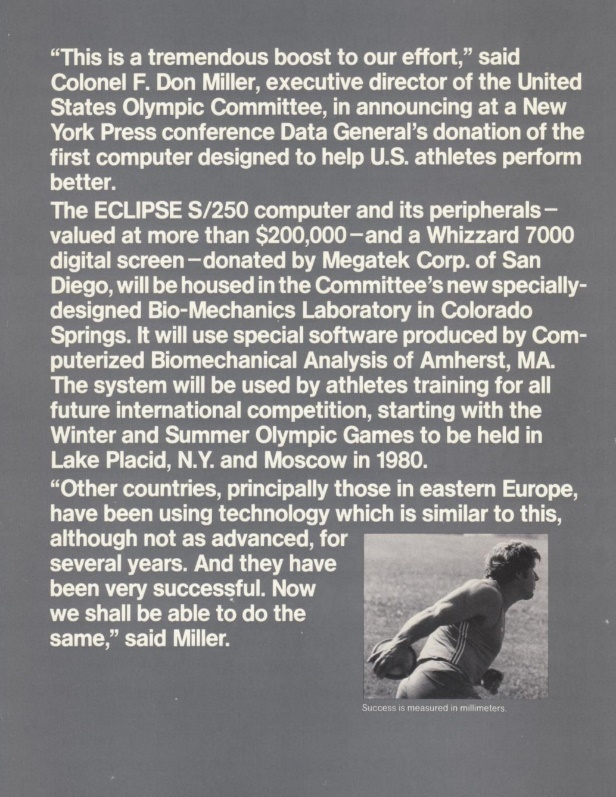 “This is a tremendous boost to our effort,” said
Colonel F. Don Miller, executive director of the United
States Olympic Committee, in announcing at a New
York Press conference Data General’s donation of the
first computer designed to help U.S. athletes perform
better.
The ECLIPSE S/250 computer and its peripherals—
valued at more than $200,000—and a Whizzard 7000
digital screen—donated by Megatek Corp. of San
Diego, will be housed in the Committee’s new specially-
designed Bio-Mechanics Laboratory in Colorado
Springs. It will use special software produced by Com-
puterized Biomechanical Analysis of Amherst, MA.
The system will be used by athletes training for all
future international competition, starting with the
Winter and Summer Olympic Games to be held in
Lake Placid, N.Y. and Moscow in 1980.
“Other countries, principally those in eastern Europe,
have been using technology which is similar to this,
although not as advanced, for
several years. And they have
been very successful. Now
we shall be able to do the
same,” said Miller.
Success is measured in millimeters.